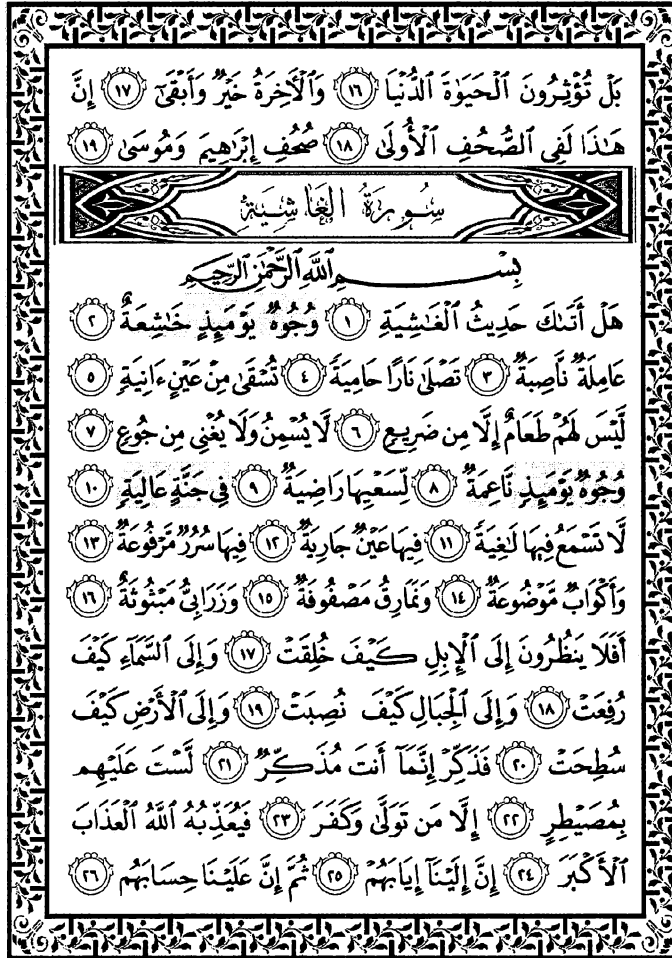 بَلْ تُؤْثِرُونَ ٱلْحَيَوٰةَ ٱلدُّنْيَا ١٦ وَٱلْءَاخِرَةُ خَيْرٌ وَأَبْقَىٰٓ ١٧ إِنَّ
هَـٰذَا لَفِى ٱلصُّحُفِ ٱلْأُولَىٰ ١٨ صُحُفِ إِبْرَٰهِيمَ وَمُوسَىٰ ١٩
سُورَةُ الغَاشِيَةِ
بِسْمِ ٱللَّهِ ٱلرَّحْمَـٰنِ ٱلرَّحِيمِ
هَلْ أَتَىٰكَ حَدِيثُ ٱلْغَـٰشِيَةِ ١ وُجُوهٌ يَوْمَئِذٍ خَـٰشِعَةٌ ٢
عَامِلَةٌ نَّاصِبَةٌ ٣ تَصْلَىٰ نَارًا حَامِيَةً ٤ تُسْقَىٰ مِنْ عَيْنٍ ءَانِيَةٍ ٥
لَّيْسَ لَهُمْ طَعَامٌ إِلَّا مِن ضَرِيعٍ ٦ لَّا يُسْمِنُ وَلَا يُغْنِى مِن جُوعٍ ٧
وُجُوهٌ يَوْمَئِذٍ نَّاعِمَةٌ ٨ لِّسَعْيِهَا رَاضِيَةٌ ٩ فِى جَنَّةٍ عَالِيَةٍ ١٠
لَّا تَسْمَعُ فِيهَا لَـٰغِيَةً ١١ فِيهَا عَيْنٌ جَارِيَةٌ ١٢ فِيهَا سُرُرٌ مَّرْفُوعَةٌ ١٣
وَأَكْوَابٌ مَّوْضُوعَةٌ ١٤ وَنَمَارِقُ مَصْفُوفَةٌ ١٥ وَزَرَابِىُّ مَبْثُوثَةٌ ١٦
أَفَلَا يَنظُرُونَ إِلَى ٱلْإِبِلِ كَيْفَ خُلِقَتْ ١٧ وَإِلَى ٱلسَّمَآءِ كَيْفَ
رُفِعَتْ ١٨ وَإِلَى ٱلْجِبَالِ كَيْفَ نُصِبَتْ ١٩ وَإِلَى ٱلْأَرْضِ كَيْفَ
سُطِحَتْ ٢٠ فَذَكِّرْ إِنَّمَآ أَنتَ مُذَكِّرٌ ٢١ لَّسْتَ عَلَيْهِم
بِمُصَيْطِرٍ ٢٢ إِلَّا مَن تَوَلَّىٰ وَكَفَرَ ٢٣ فَيُعَذِّبُهُ ٱللَّهُ ٱلْعَذَابَ
ٱلْأَكْبَرَ ٢٤ إِنَّ إِلَيْنَآ إِيَابَهُمْ ٢٥ ثُمَّ إِنَّ عَلَيْنَا حِسَابَهُم ٢٦